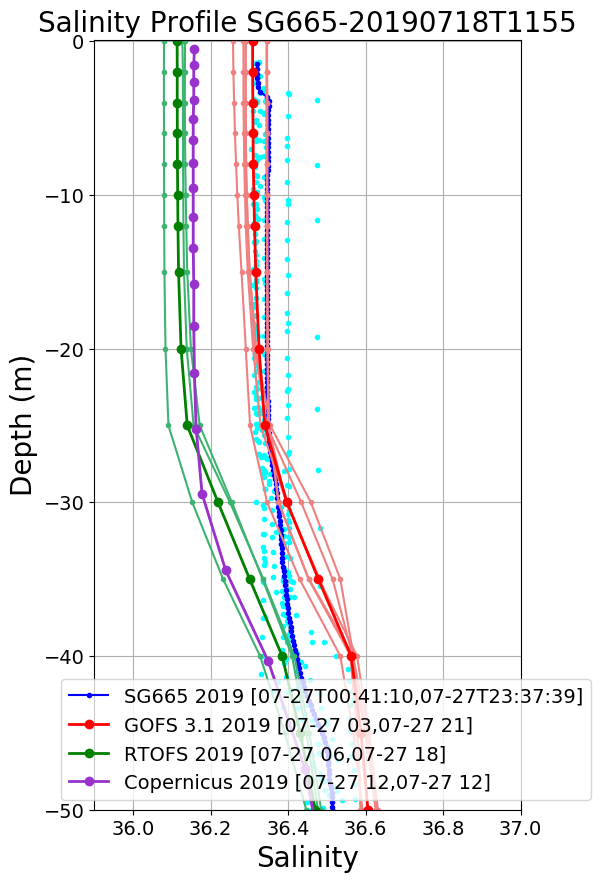 Salinity Profile SG665-20190718T1155
0
−10
−20
−30
−40
−50
Depth (m)
SG665 2019 [07-27T00:41:10,07-27T23:37:39]
GOFS 3.1 2019 [07-27 03,07-27 21]
RTOFS 2019 [07-27 06,07-27 18]
Copernicus 2019 [07-27 12,07-27 12]
36.0 36.2 36.4 36.6 36.8 37.0
Salinity